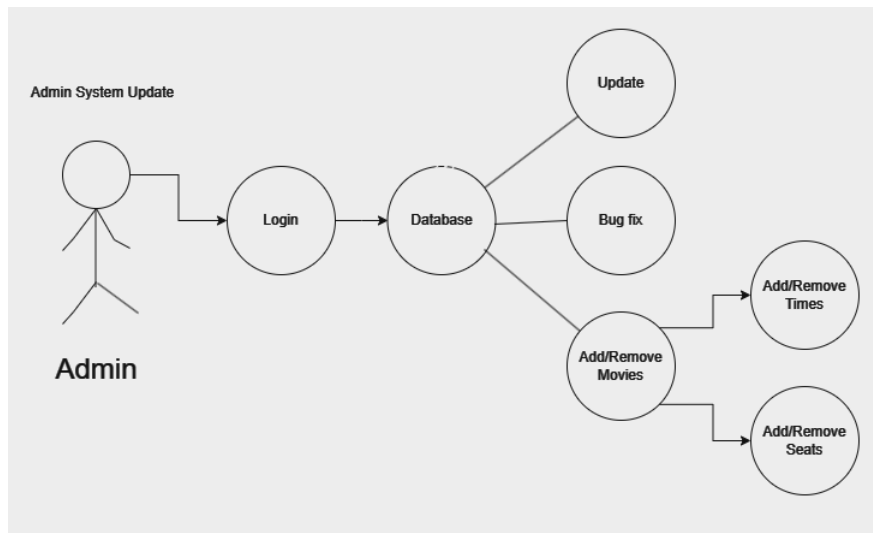 Admin System Update
Update
Login
Database
Bug fix
Add/Remove
Times
Add/Remove
Movies
Admin
Add/Remove
Seats